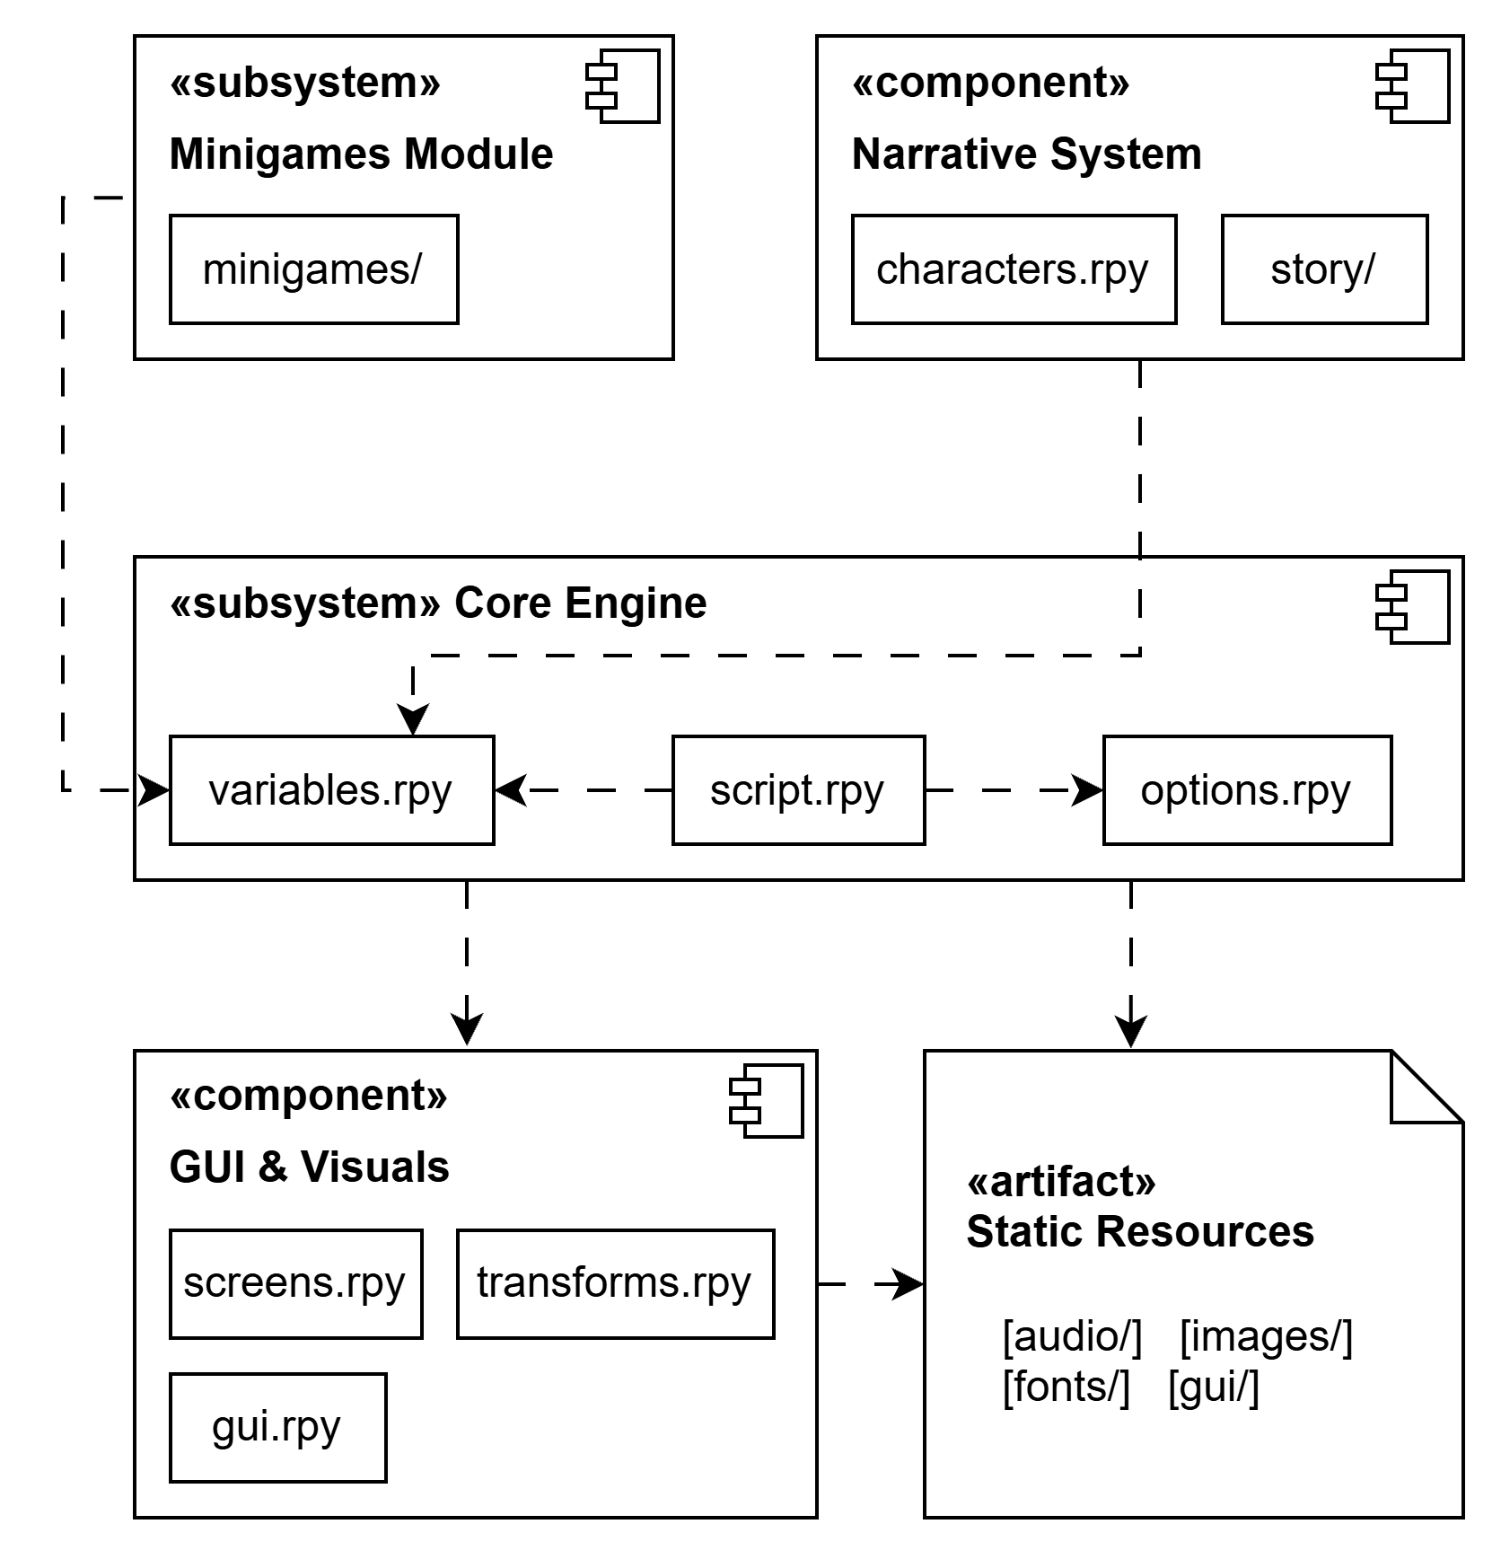 «subsystem»
Minigames Module
minigames/
«component»
Narrative System
characters.rpy
story/
«subsystem» Core Engine
variables.rpy
script.rpy
options.rpy
«component»
GUI & Visuals
screens.rpy
transforms.rpy
gui.rpy
«artifact»
Static Resources
[audio/] [images/]
[fonts/] [gui/]